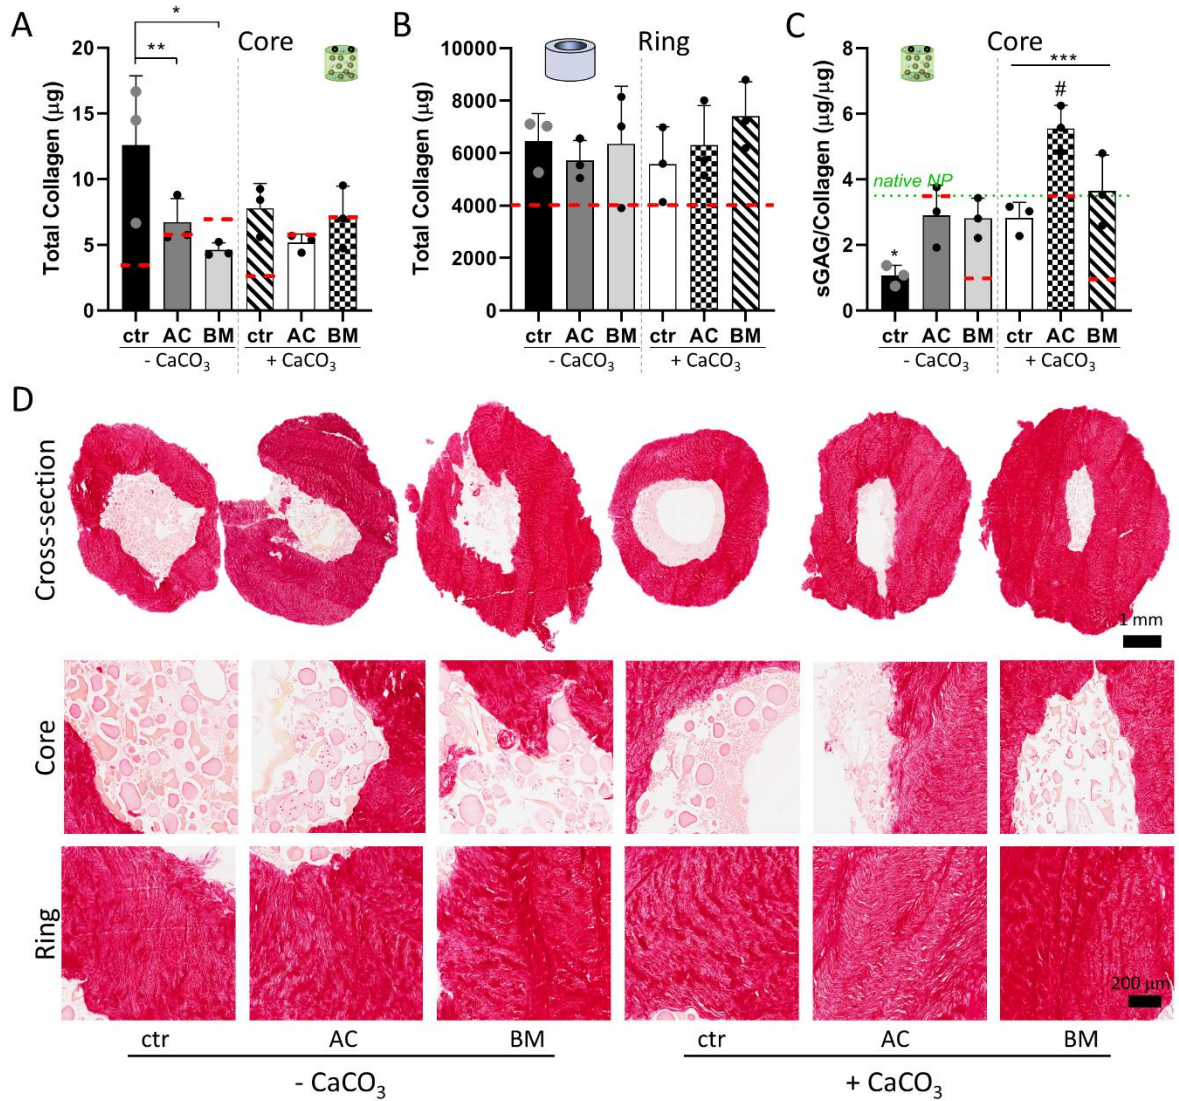 A
B
C
Core
Ring
Core
Total Collagen (µg)
20
15
10
5
0
*
**
ctr AC BM ctr AC BM
- CaCO₃ + CaCO₃
Total Collagen (µg)
10000
8000
6000
4000
2000
0
ctr AC BM ctr AC BM
- CaCO₃ + CaCO₃
sGAG/Collagen (µg/µg)
8
6
4
2
0
native NP
*
***
#
ctr AC BM ctr AC BM
- CaCO₃ + CaCO₃
D
Cross-section
1 mm
Core
Ring
200 µm
ctr AC BM ctr AC BM
- CaCO₃ + CaCO₃